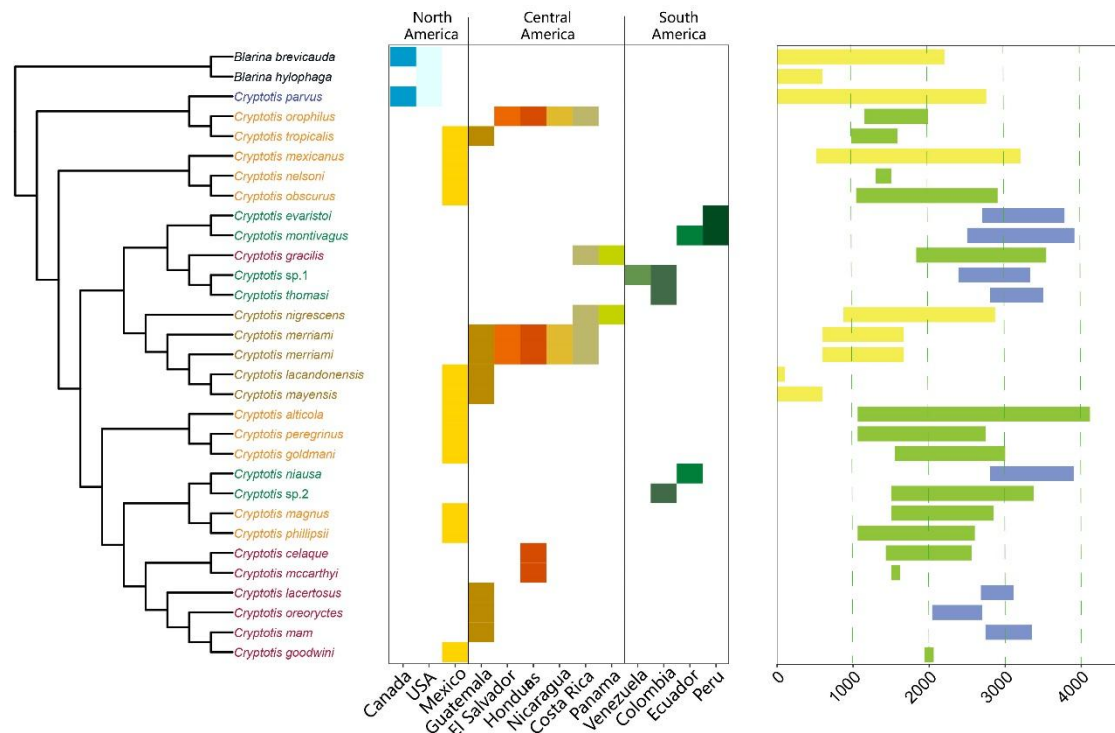 North America
Central America
South America
Blarina brevicauda
Blarina hylophaga
Cryptotis parvus
Cryptotis orophilus
Cryptotis tropicalis
Cryptotis mexicanus
Cryptotis nelsoni
Cryptotis obscurus
Cryptotis evaristoi
Cryptotis montivagus
Cryptotis gracilis
Cryptotis sp.1
Cryptotis thomasi
Cryptotis nigrescens
Cryptotis merriami
Cryptotis merriami
Cryptotis lacandonensis
Cryptotis mayensis
Cryptotis alticola
Cryptotis peregrinus
Cryptotis goldmani
Cryptotis niausa
Cryptotis sp.2
Cryptotis magnus
Cryptotis phillipsii
Cryptotis celaque
Cryptotis mccarthyi
Cryptotis lacertosus
Cryptotis oreoryctes
Cryptotis mam
Cryptotis goodwini
Canada
USA
Mexico
Guatemala
El Salvador
Honduras
Nicaragua
Costa Rica
Panama
Venezuela
Colombia
Ecuador
Peru
0
1000
2000
3000
4000